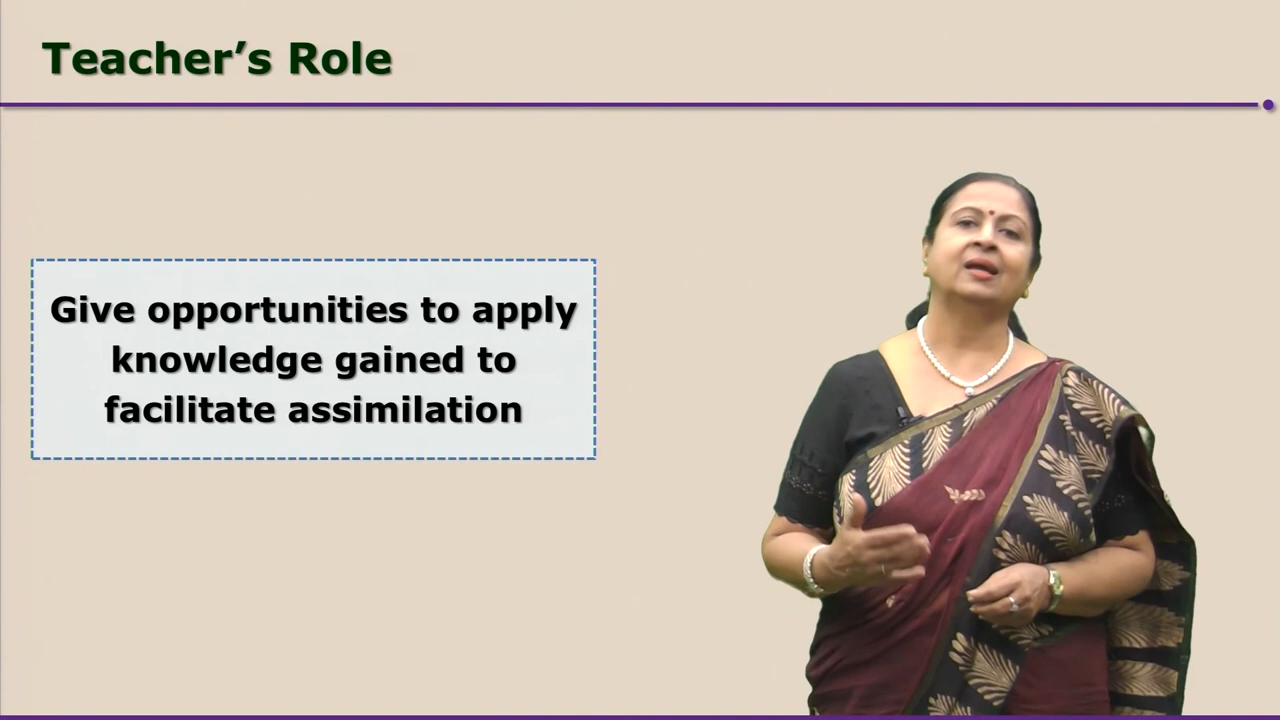 Teacher’s Role
Give opportunities to apply
knowledge gained to
facilitate assimilation